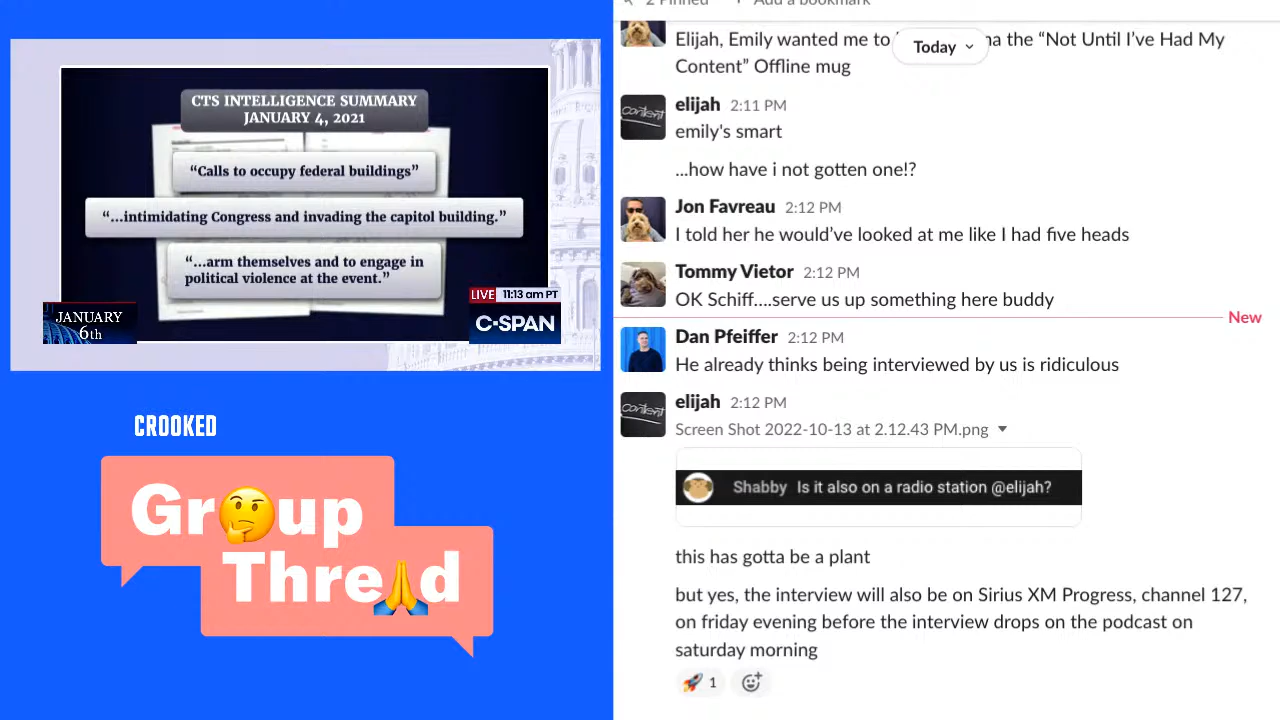 CTS INTELLIGENCE SUMMARY
JANUARY 4, 2021
“Calls to occupy federal buildings”
“...intimidating Congress and invading the capitol building.”
“...arm themselves and to engage in
political violence at the event.”
LIVE 11:13 am PT
C-SPAN
JANUARY
6th
CROOKED
Gr🤔up
Thre🙏d
2 Pinned + Add a bookmark
Today
Elijah, Emily wanted me to the “Not Until I’ve Had My
Content” Offline mug
content
elijah 2:11 PM
emily's smart
...how have i not gotten one!?
Jon Favreau 2:12 PM
I told her he would’ve looked at me like I had five heads
Tommy Vietor 2:12 PM
OK Schiff....serve us up something here buddy
New
Dan Pfeiffer 2:12 PM
He already thinks being interviewed by us is ridiculous
content
elijah 2:12 PM
Screen Shot 2022-10-13 at 2.12.43 PM.png
Shabby Is it also on a radio station @elijah?
this has gotta be a plant
but yes, the interview will also be on Sirius XM Progress, channel 127,
on friday evening before the interview drops on the podcast on
saturday morning
🚀 1